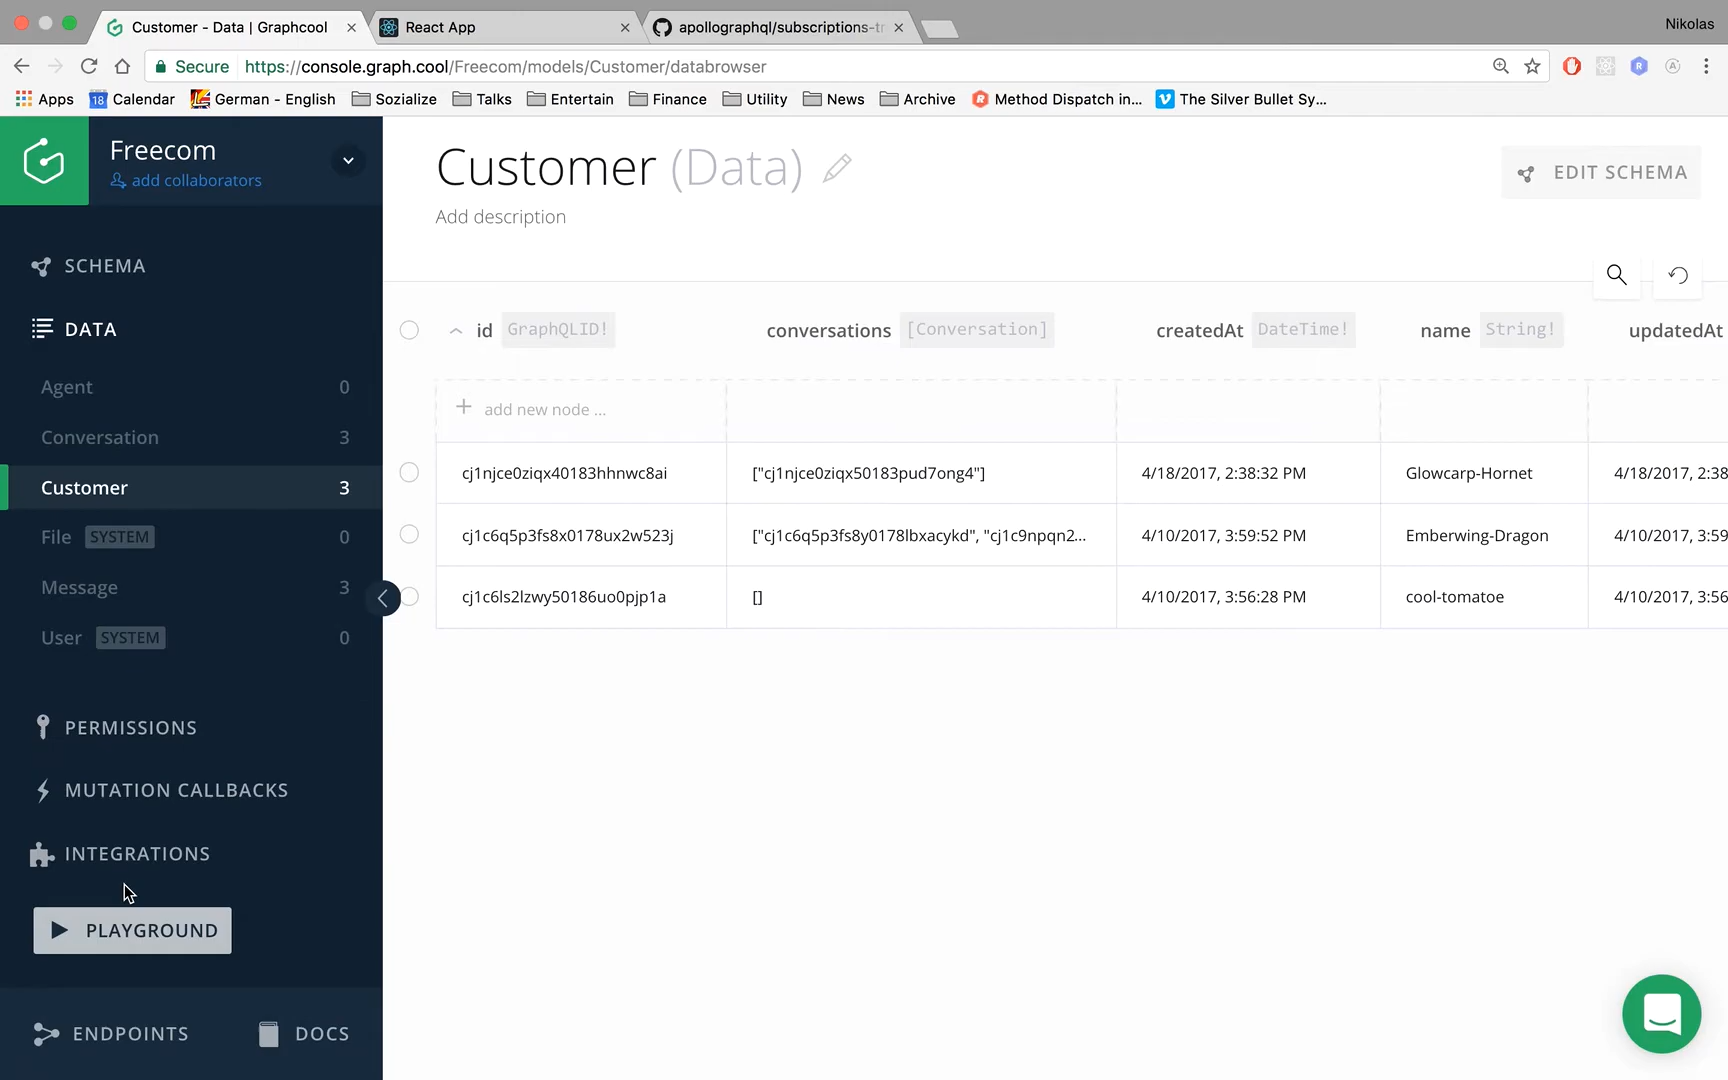 Customer - Data | Graphcool
React App
apollographql/subscriptions-tr
Nikolas
Secure https://console.graph.cool/Freecom/models/Customer/databrowser
Apps
18 Calendar
German - English
Sozialize
Talks
Entertain
Finance
Utility
News
Archive
Method Dispatch in...
The Silver Bullet Sy...
Freecom
add collaborators
SCHEMA
DATA
Agent 0
Conversation 3
Customer 3
File SYSTEM 0
Message 3
User SYSTEM 0
PERMISSIONS
MUTATION CALLBACKS
INTEGRATIONS
PLAYGROUND
ENDPOINTS
DOCS
Customer (Data)
Add description
EDIT SCHEMA
id GraphQLID! conversations [Conversation] createdAt DateTime! name String! updatedAt
+ add new node ...
cj1njce0ziqx40183hhnwc8ai ["cj1njce0ziqx50183pud7ong4"] 4/18/2017, 2:38:32 PM Glowcarp-Hornet 4/18/2017, 2:38
cj1c6q5p3fs8x0178ux2w523j ["cj1c6q5p3fs8y0178lbxacykd", "cj1c9npqn2... 4/10/2017, 3:59:52 PM Emberwing-Dragon 4/10/2017, 3:59
cj1c6ls2lzwy50186uo0pjp1a [] 4/10/2017, 3:56:28 PM cool-tomatoe 4/10/2017, 3:56